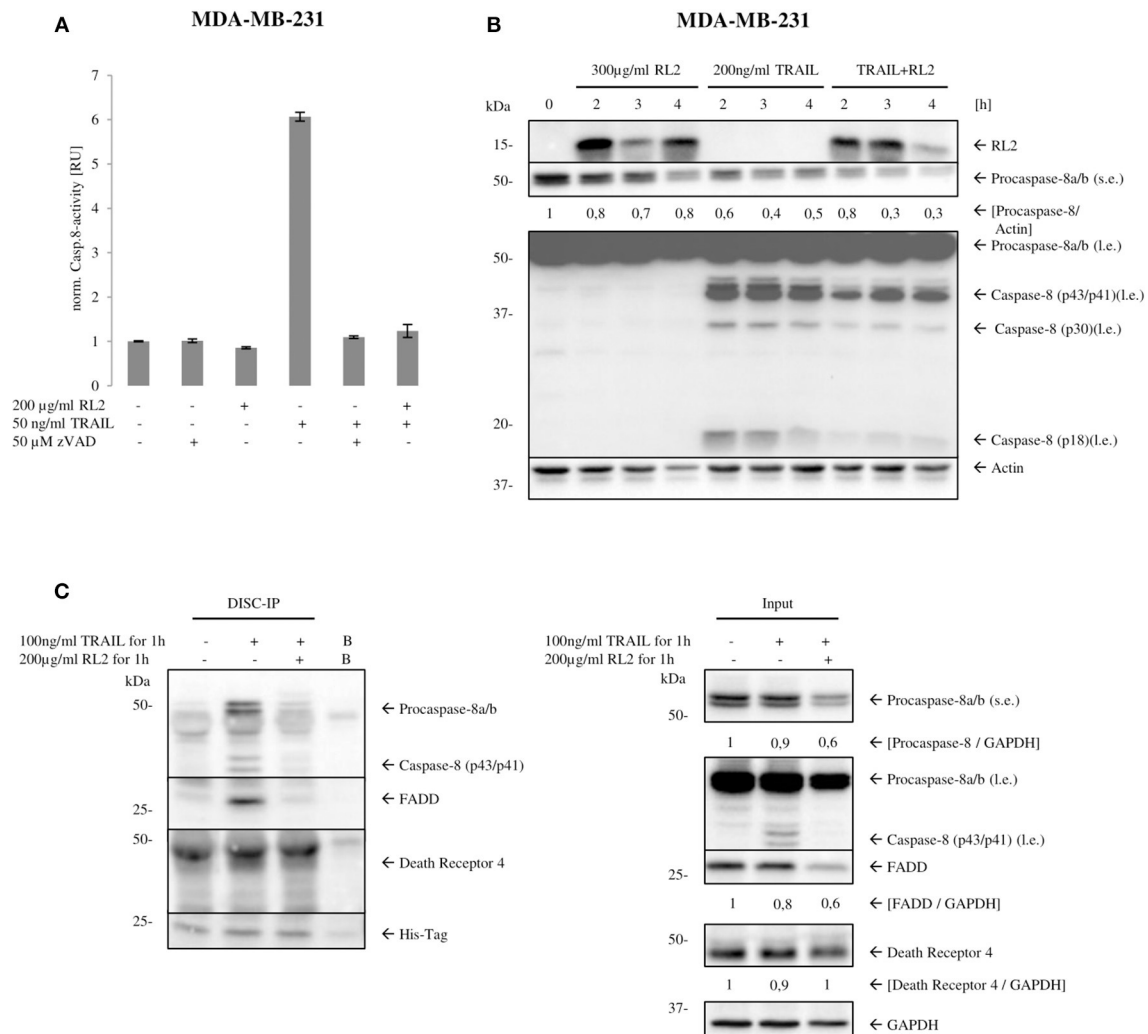 A
MDA-MB-231
norm. Casp.8-activity [RU]
7
6
5
4
3
2
1
0
200 µg/ml RL2 - - + - - +
50 ng/ml TRAIL - - - + + +
50 µM zVAD - + - - + -
B
MDA-MB-231
300µg/ml RL2 200ng/ml TRAIL TRAIL+RL2
kDa 0 2 3 4 2 3 4 2 3 4 [h]
15- ← RL2
50- ← Procaspase-8a/b (s.e.)
1 0,8 0,7 0,8 0,6 0,4 0,5 0,8 0,3 0,3 ← [Procaspase-8/
Actin]
50- ← Procaspase-8a/b (l.e.)
← Caspase-8 (p43/p41)(l.e.)
37-
← Caspase-8 (p30)(l.e.)
20-
← Caspase-8 (p18)(l.e.)
← Actin
37-
C
DISC-IP
100ng/ml TRAIL for 1h - + + B
200µg/ml RL2 for 1h - - + B
kDa
50- ← Procaspase-8a/b
← Caspase-8 (p43/p41)
← FADD
25-
50-
← Death Receptor 4
25-
← His-Tag
Input
100ng/ml TRAIL for 1h - + +
200µg/ml RL2 for 1h - - +
kDa
← Procaspase-8a/b (s.e.)
50-
1 0,9 0,6 ← [Procaspase-8 / GAPDH]
← Procaspase-8a/b (l.e.)
← Caspase-8 (p43/p41) (l.e.)
← FADD
25-
1 0,8 0,6 ← [FADD / GAPDH]
50-
← Death Receptor 4
1 0,9 1 ← [Death Receptor 4 / GAPDH]
37-
← GAPDH